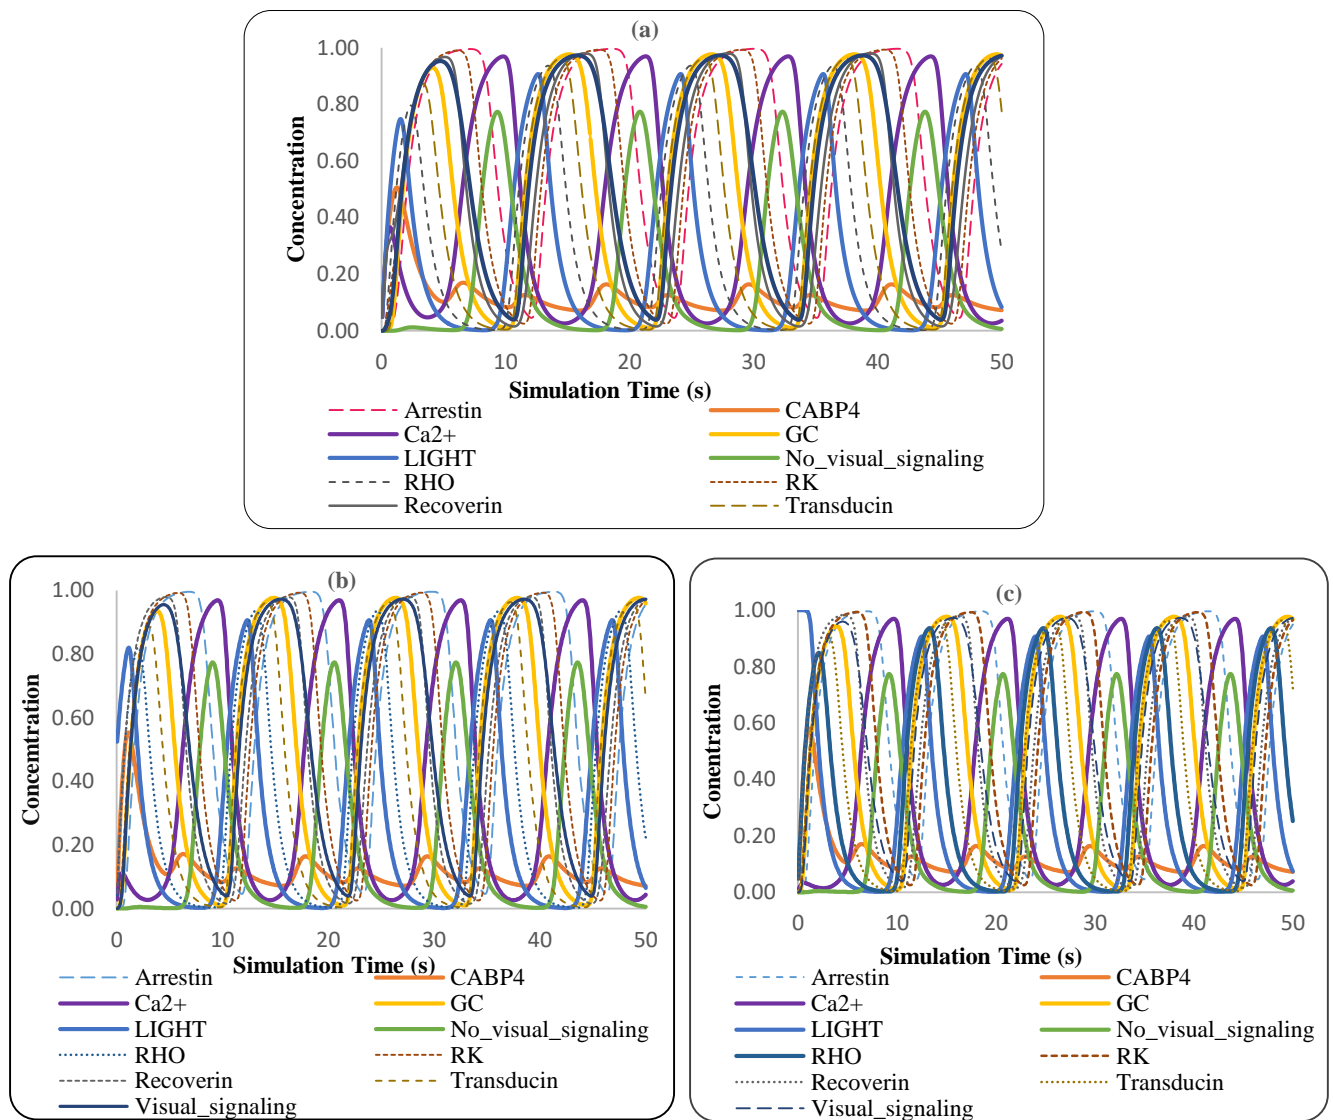 (a)
1.00
0.80
0.60
0.40
0.20
0.00
Concentration
0 10 20 30 40 50
Simulation Time (s)
Arrestin CABP4
Ca2+ GC
LIGHT No_visual_signaling
RHO RK
Recoverin Transducin
(b)
1.00
0.80
0.60
0.40
0.20
0.00
Concemtration
0 10 20 30 40 50
Simulation Time (s)
Arrestin CABP4
Ca2+ GC
LIGHT No_visual_signaling
RHO RK
Recoverin Transducin
Visual_signaling
(c)
1.00
0.80
0.60
0.40
0.20
0.00
Conentration
0 10 20 30 40 50
Simulation Time (s)
Arrestin CABP4
Ca2+ GC
LIGHT No_visual_signaling
RHO RK
Recoverin Transducin
Visual_signaling